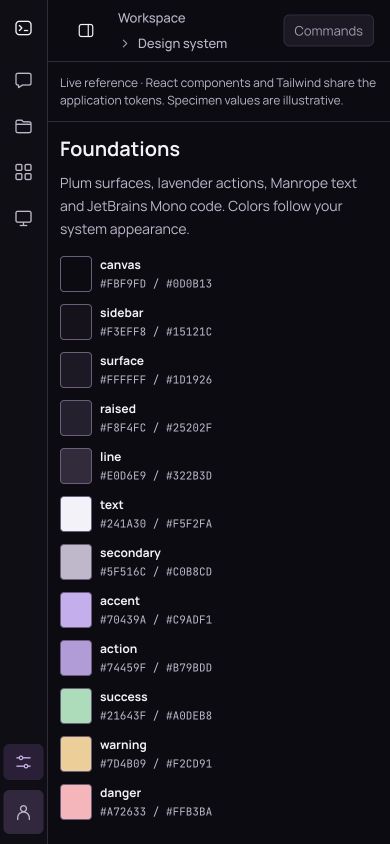 Workspace
Design system
Commands
Live reference · React components and Tailwind share the
application tokens. Specimen values are illustrative.
Foundations
Plum surfaces, lavender actions, Manrope text
and JetBrains Mono code. Colors follow your
system appearance.
canvas
#FBF9FD / #0D0B13
sidebar
#F3EFF8 / #15121C
surface
#FFFFFF / #1D1926
raised
#F8F4FC / #25202F
line
#E0D6E9 / #322B3D
text
#241A30 / #F5F2FA
secondary
#5F516C / #C0B8CD
accent
#70439A / #C9ADF1
action
#74459F / #B79BDD
success
#21643F / #A0DEB8
warning
#7D4B09 / #F2CD91
danger
#A72633 / #FFB3BA